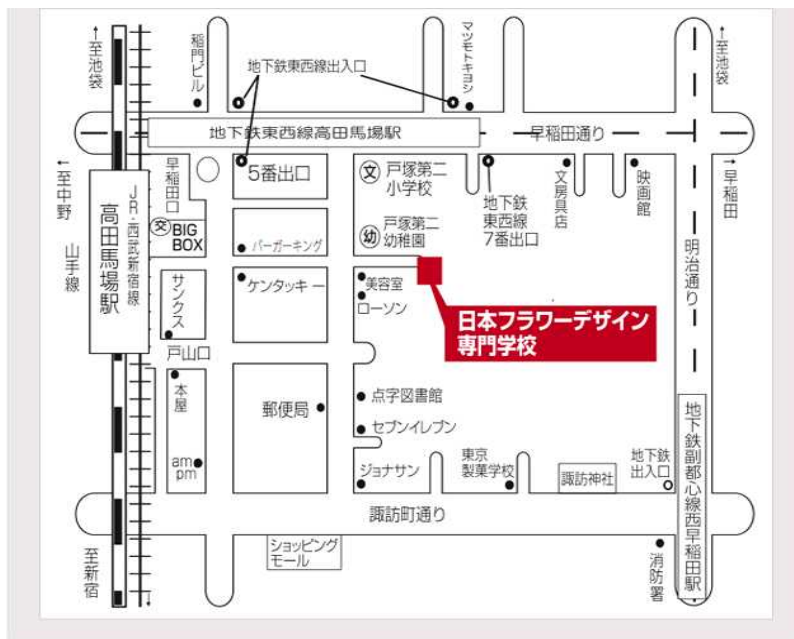 ←至池袋
稲門ビル
地下鉄東西線出入口
マツモトキヨシ
←至池袋
地下鉄東西線高田馬場駅
早稲田通り
←至中野
山手線
高田馬場駅
JR・西武新宿線
早稲田口
交
BIG
BOX
5番出口
文
戸塚第二
小学校
地下鉄
東西線
7番出口
文房具店
映画館
→早稲田
幼
戸塚第二
幼稚園
明治通り
バーガーキング
サンクス
ケンタッキー
美容室
ローソン
日本フラワーデザイン
専門学校
戸山口
本屋
郵便局
点字図書館
セブンイレブン
am
pm
ジョナサン
東京
製菓学校
諏訪神社
地下鉄
出入口
地下鉄副都心線西早稲田駅
諏訪町通り
至新宿
ショッピング
モール
消防署